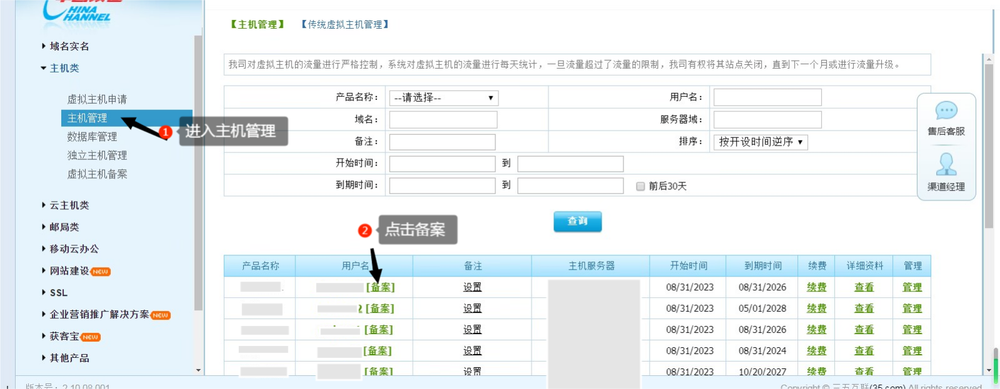 CHINA
CHANNEL
域名实名
主机类
虚拟主机申请
主机管理
数据库管理
独立主机管理
虚拟主机备案
云主机类
邮局类
移动云办公
网站建设 NEW
SSL
企业营销推广解决方案 NEW
获客宝 NEW
其他产品
1 进入主机管理
【主机管理】 【传统虚拟主机管理】
我司对虚拟主机的流量进行严格控制，系统对虚拟主机的流量进行每天统计，一旦流量超过了流量的限制，我司有权将其站点关闭，直到下一个月或进行流量升级。
产品名称： --请选择-- 用户名：
域名： 服务器域：
备注： 排序： 按开设时间逆序
开始时间： 到
到期时间： 到 前后30天
查询
2 点击备案
产品名称 用户名 备注 主机服务器 开始时间 到期时间 续费 详细资料 管理
[备案] 设置 08/31/2023 08/31/2026 续费 查看 管理
2 [备案] 设置 08/31/2023 05/01/2028 续费 查看 管理
[备案] 设置 08/31/2023 08/31/2026 续费 查看 管理
[备案] 设置 08/31/2023 08/31/2024 续费 查看 管理
[备案] 设置 08/31/2023 10/20/2027 续费 查看 管理
售后客服
渠道经理
版本号：2.10.08.001
Copyright © 三五互联(35.com) All rights reserved